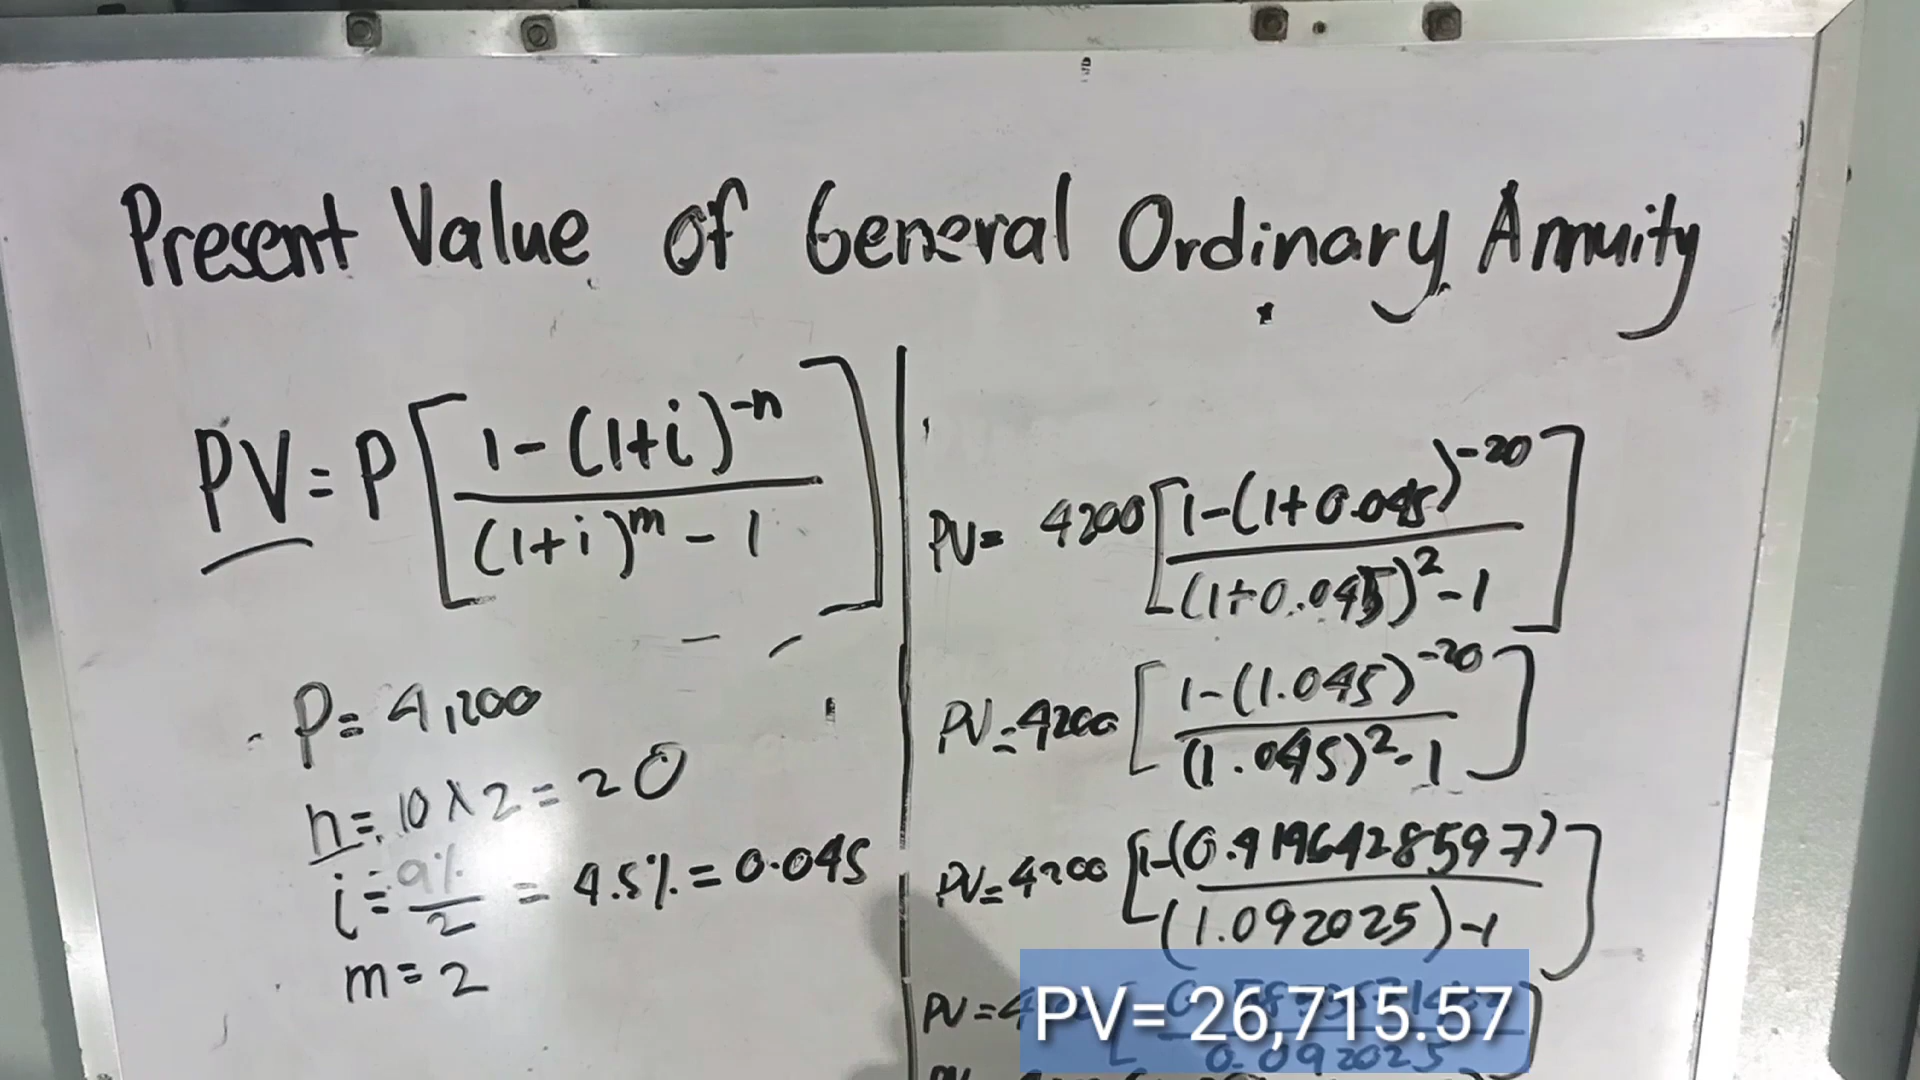 Present Value of General Ordinary Annuity
PV = P [ 1-(1+i)^-n / (1+i)^m - 1 ]
P = 4,200
n = 10 x 2 = 20
i = 9% / 2 = 4.5% = 0.045
m = 2
PV = 4200 [ 1-(1+0.045)^-20 / (1+0.045)^2 - 1 ]
PV = 4200 [ 1-(1.045)^-20 / (1.045)^2 - 1 ]
PV = 4200 [ 1-(0.4146428597) / (1.092025) - 1 ]
PV = 4 [ / 0.092025 ]
PV= 26,715.57